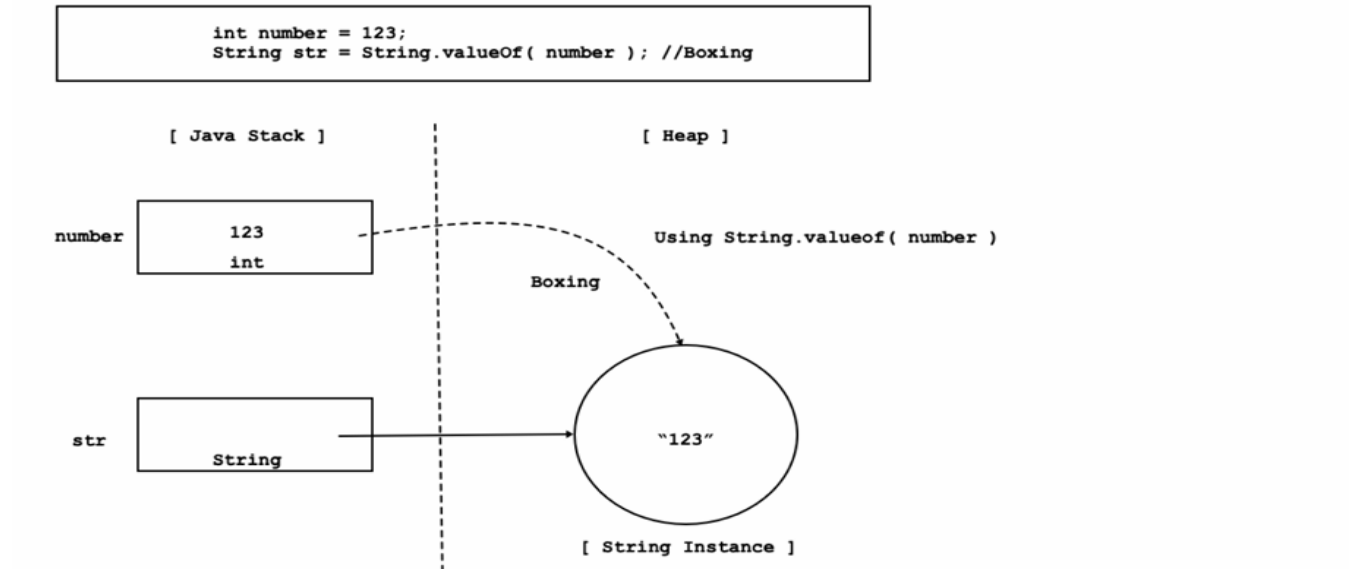 int number = 123;
String str = String.valueOf( number ); //Boxing
[ Java Stack ]
[ Heap ]
number
123
int
Using String.valueof( number )
Boxing
str
String
“123”
[ String Instance ]